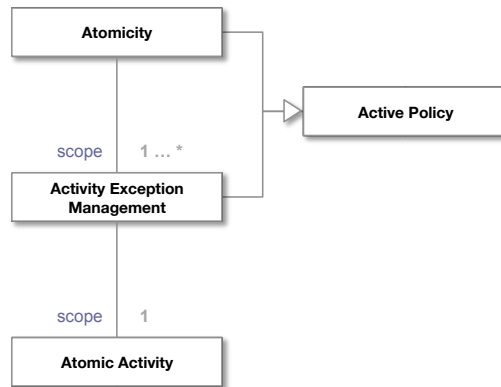 Atomicity
Active Policy
scope 1 ... *
Activity Exception
Management
scope 1
Atomic Activity